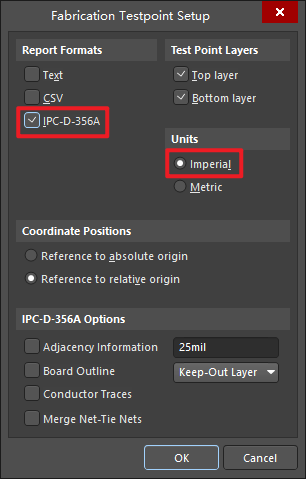 Fabrication Testpoint Setup
Report Formats
Text
CSV
IPC-D-356A
Test Point Layers
Top layer
Bottom layer
Units
Imperial
Metric
Coordinate Positions
Reference to absolute origin
Reference to relative origin
IPC-D-356A Options
Adjacency Information 25mil
Board Outline Keep-Out Layer
Conductor Traces
Merge Net-Tie Nets
OK Cancel